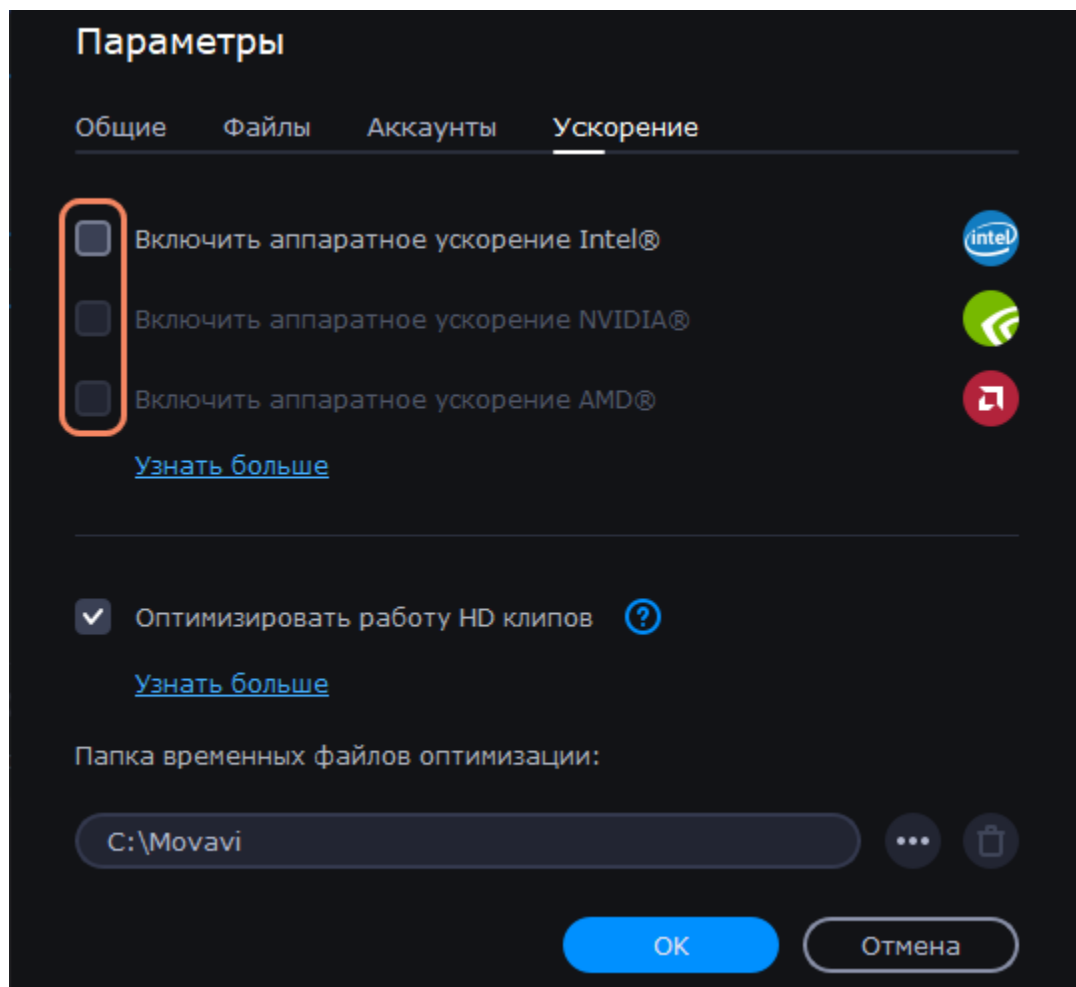 Параметры
Общие Файлы Аккаунты Ускорение
Включить аппаратное ускорение Intel®
intel
Включить аппаратное ускорение NVIDIA®
Включить аппаратное ускорение AMD®
Узнать больше
Оптимизировать работу HD клипов ?
Узнать больше
Папка временных файлов оптимизации:
C:\Movavi
OK Отмена